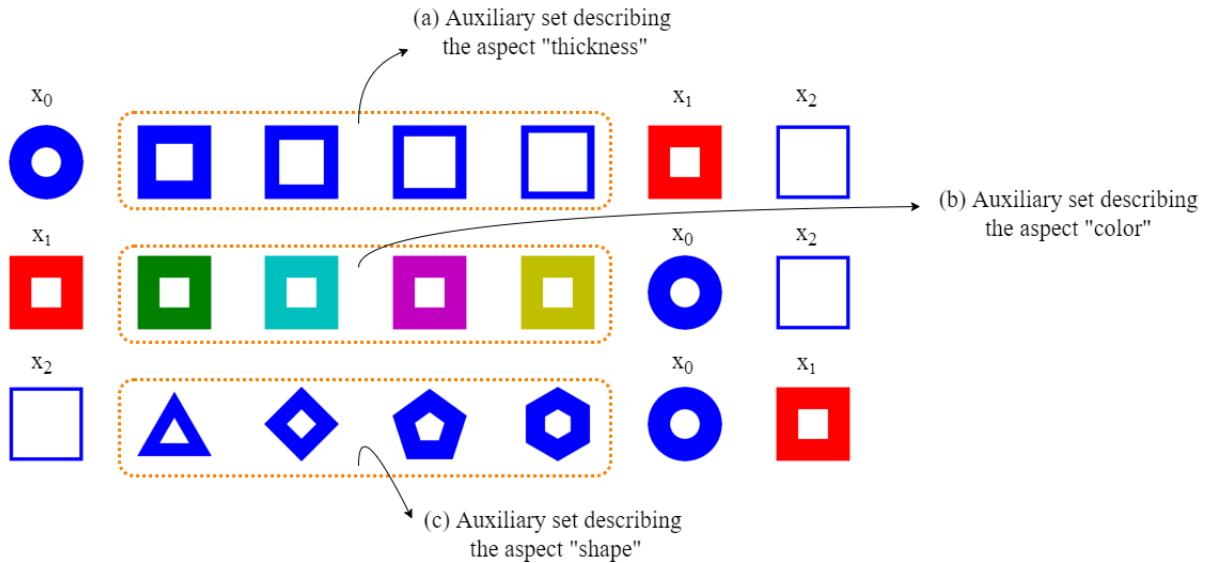 (a) Auxiliary set describing
the aspect "thickness"
x₀
x₁
x₂
(b) Auxiliary set describing
the aspect "color"
x₁
x₀
x₂
x₂
x₀
x₁
(c) Auxiliary set describing
the aspect "shape"